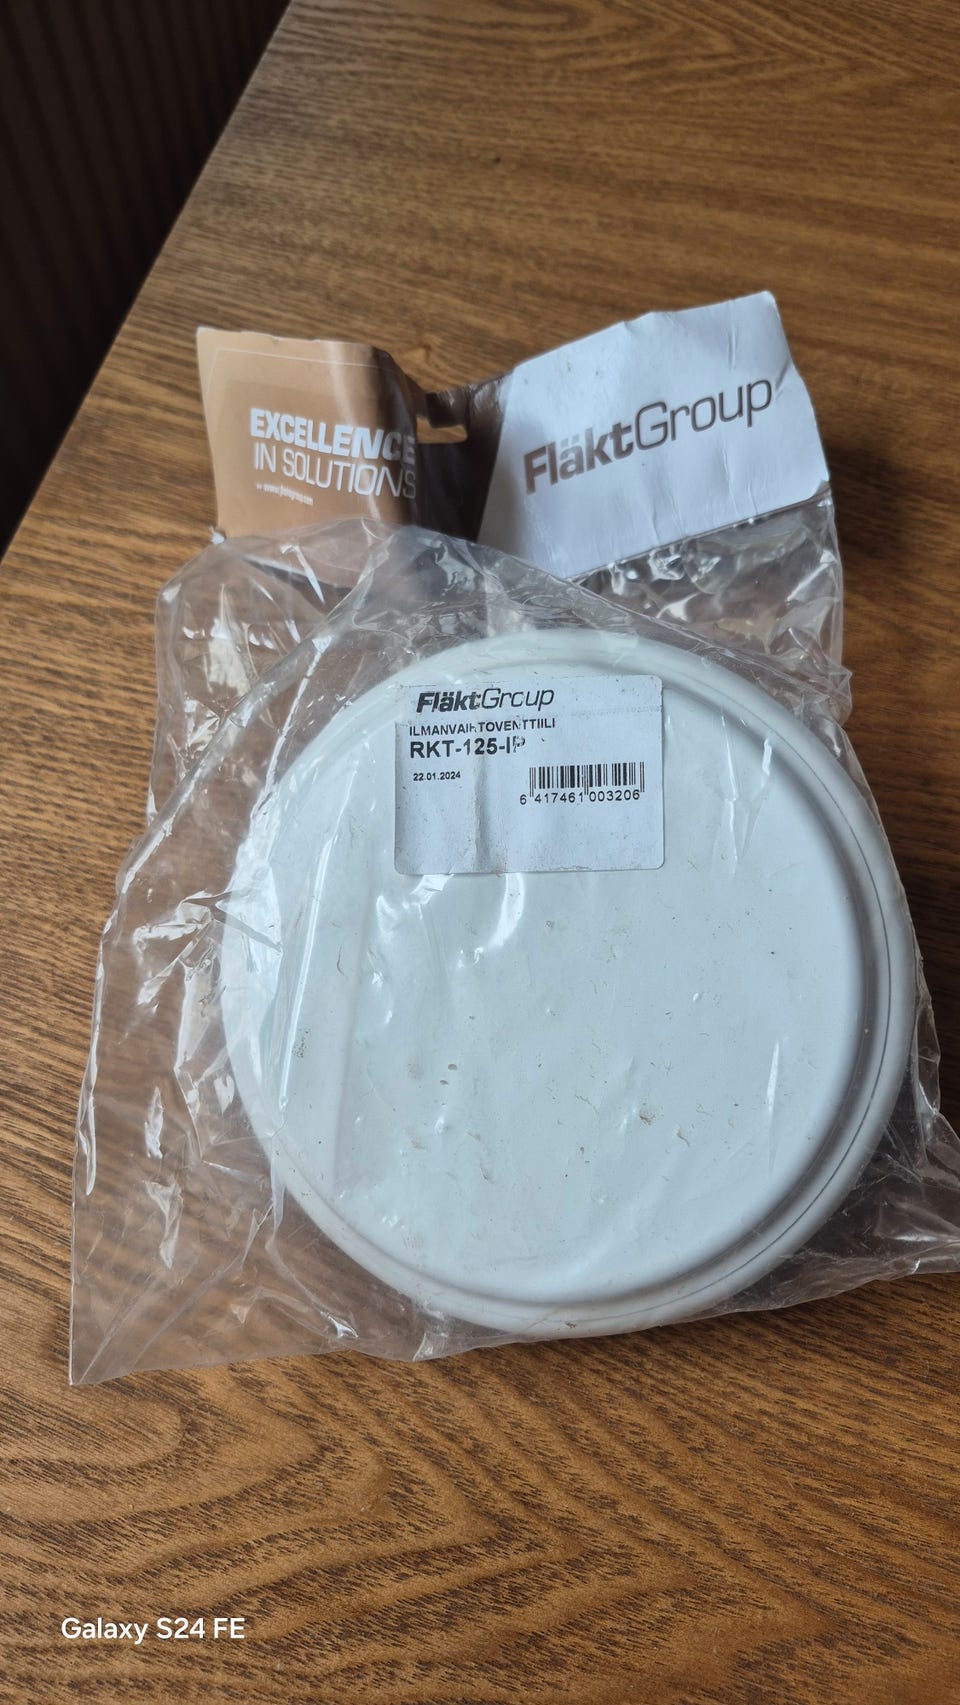 EXCELLENCE
IN SOLUTIONS
FläktGroup
FläktGroup
ILMANVAIHTOVENTTIILI
RKT-125-IP
22.01.2024
6 417461 003206
Galaxy S24 FE